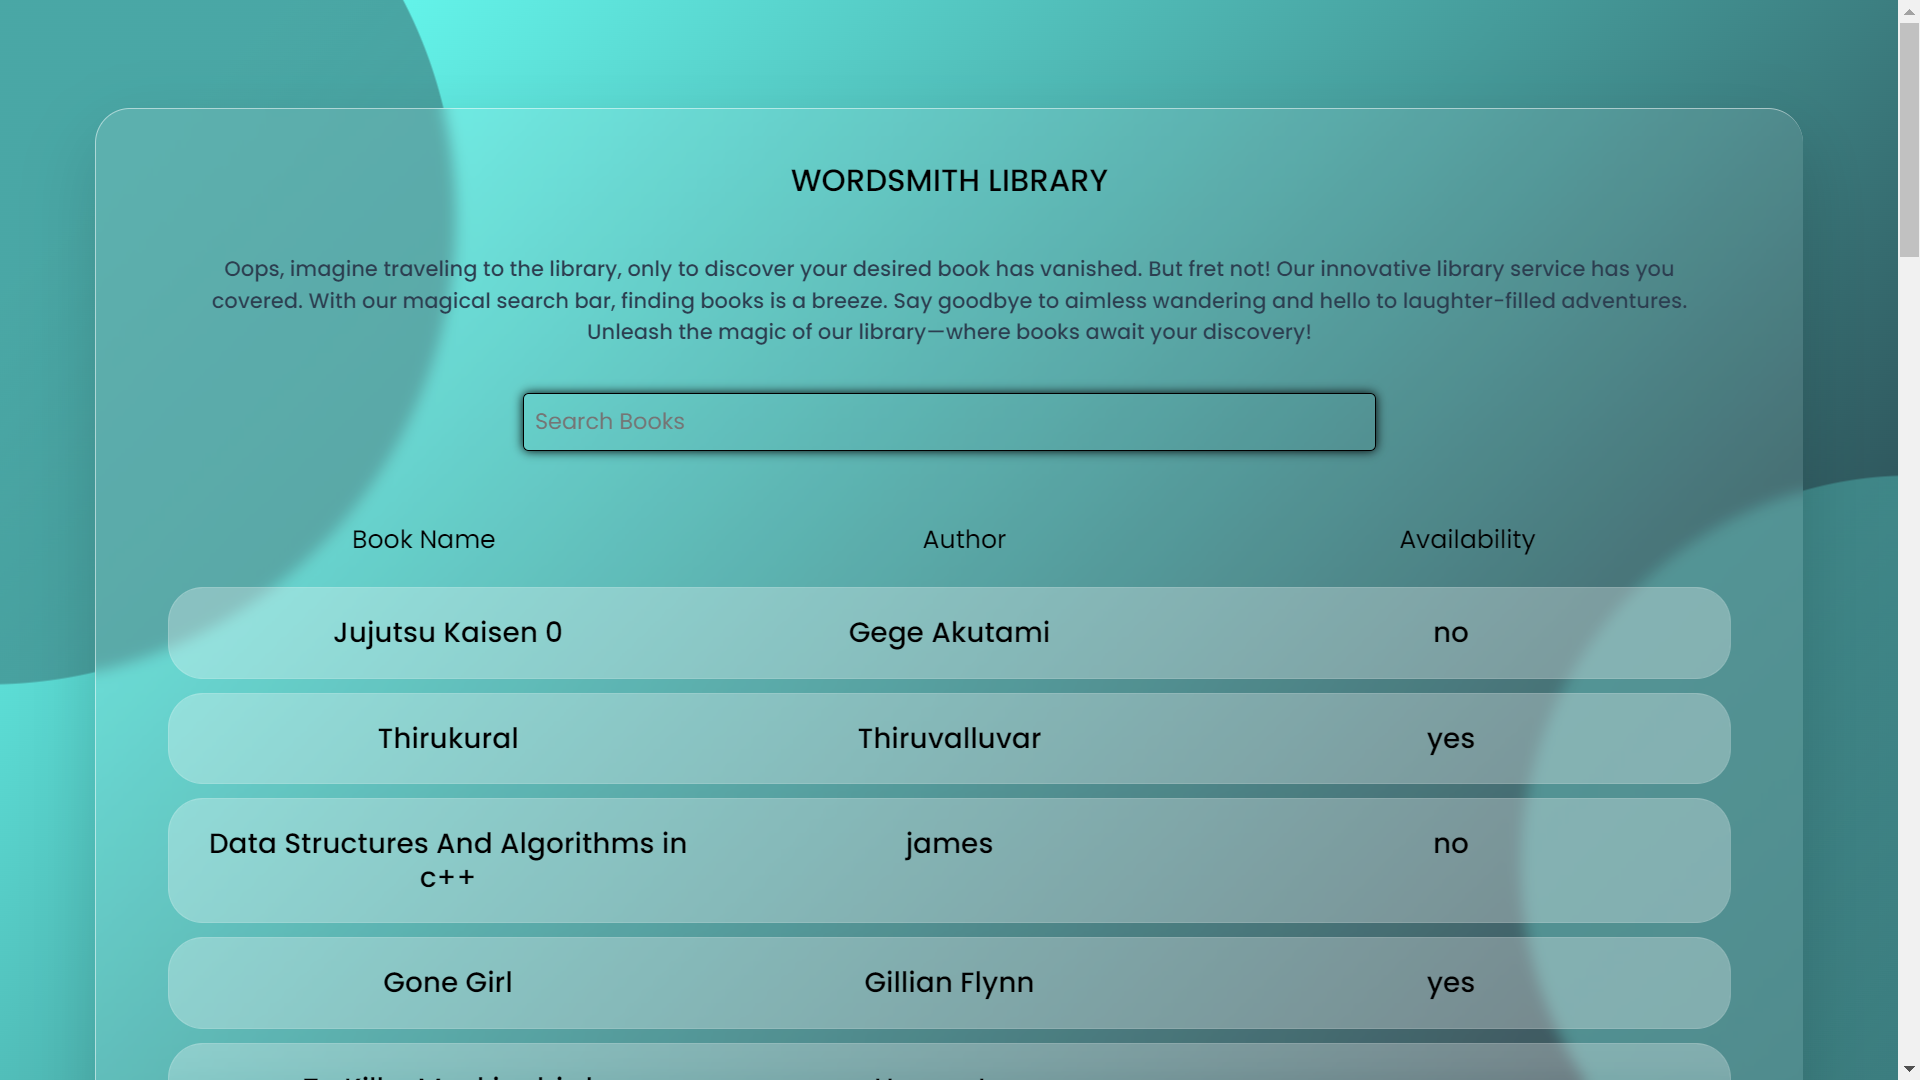 WORDSMITH LIBRARY
Oops, imagine traveling to the library, only to discover your desired book has vanished. But fret not! Our innovative library service has you
covered. With our magical search bar, finding books is a breeze. Say goodbye to aimless wandering and hello to laughter-filled adventures.
Unleash the magic of our library—where books await your discovery!
Search Books
Book Name Author Availability
Jujutsu Kaisen 0 Gege Akutami no
Thirukural Thiruvalluvar yes
Data Structures And Algorithms in james no
c++
Gone Girl Gillian Flynn yes